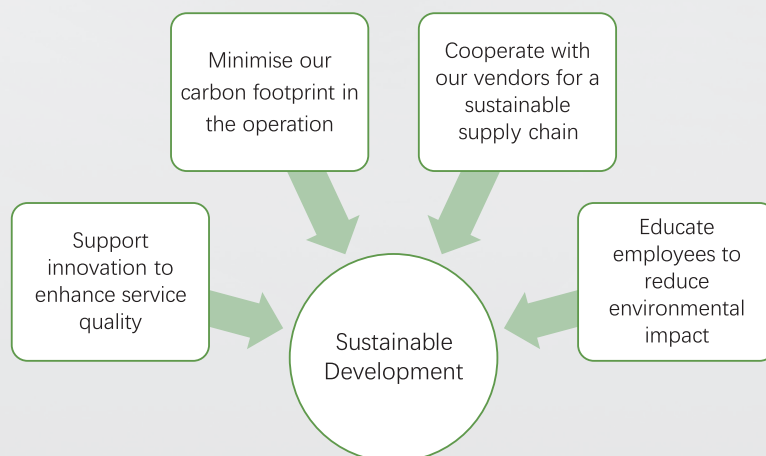 Minimise our
carbon footprint in
the operation
Cooperate with
our vendors for a
sustainable
supply chain
Support
innovation to
enhance service
quality
Educate
employees to
reduce
environmental
impact
Sustainable
Development